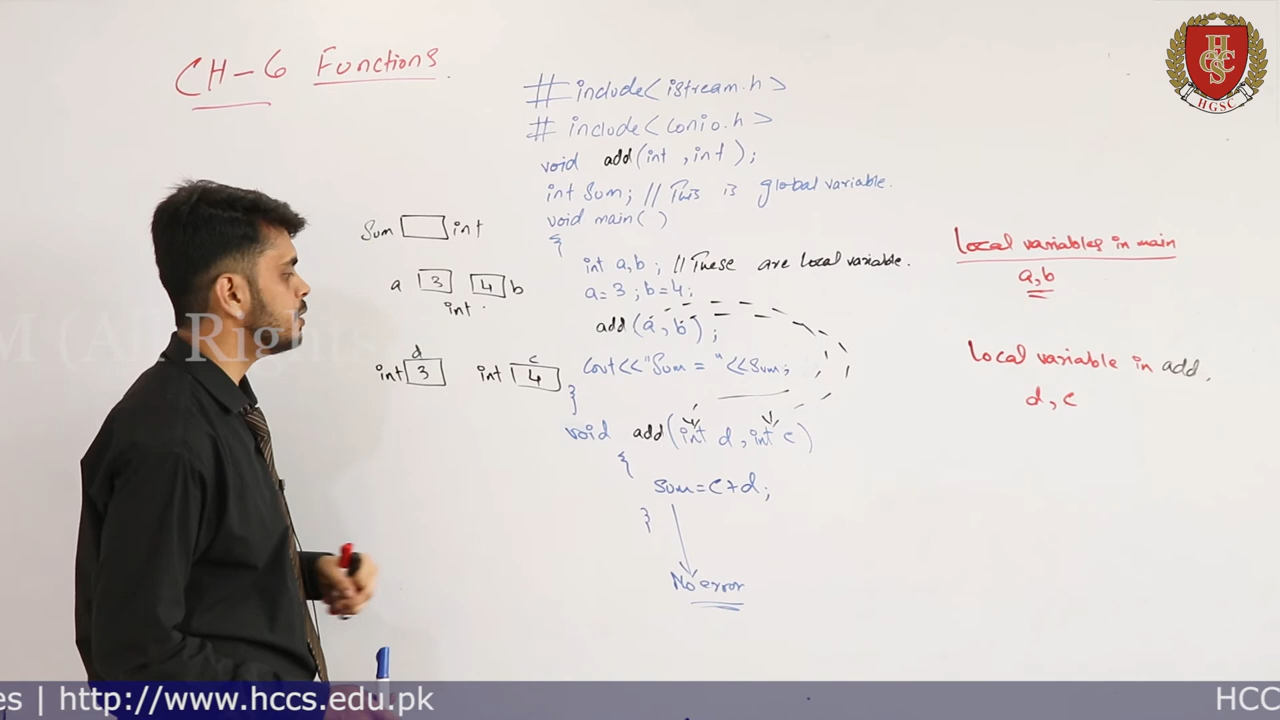 CH-6 Functions.
# include<istream.h>
# include<conio.h>
void add(int ,int);
int Sum; // This is global variable.
void main()
{
int a,b ; // These are local variable.
a=3 ; b=4;
add(a, b);
Cout<<"Sum = "<<Sum;
}
void add(int d, int c)
{
Sum=c+d;
}
No error
Sum int
a 3 4 b
int
d c
int 3 int 4
Local variables in main
a,b
Local variable in add.
d, c
HCCS
HGSC
M (All Rights
es | http://www.hccs.edu.pk
HCC